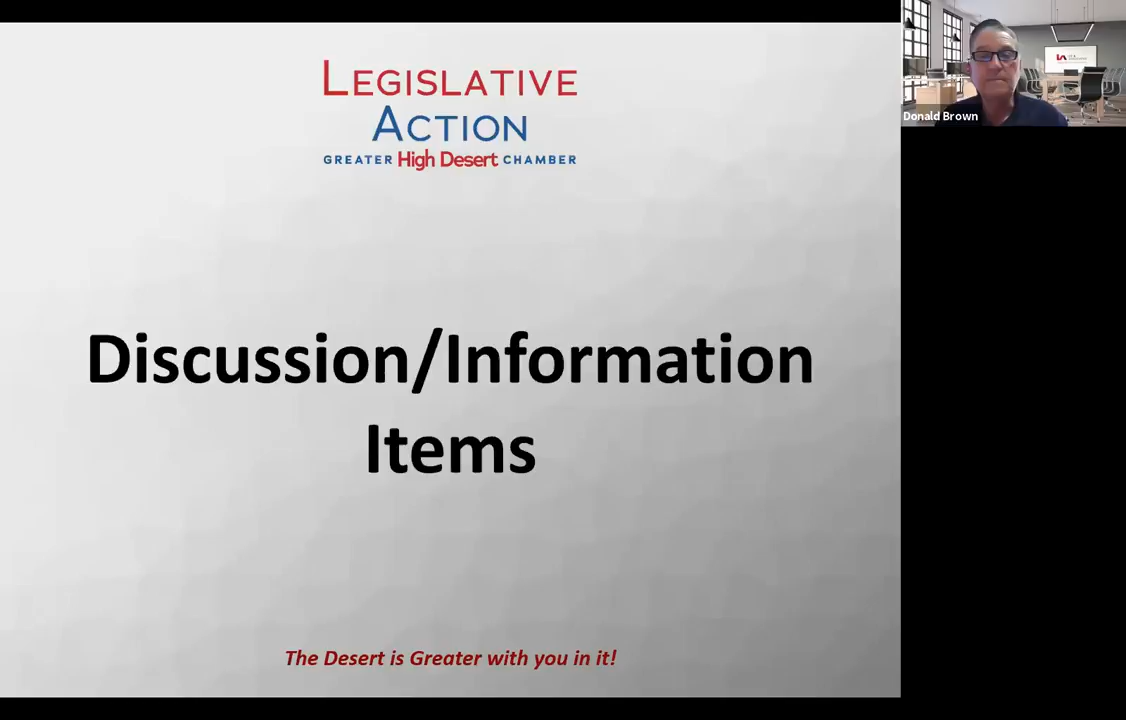 LEGISLATIVE
ACTION
GREATER High Desert CHAMBER
Donald Brown
Discussion/Information
Items
The Desert is Greater with you in it!